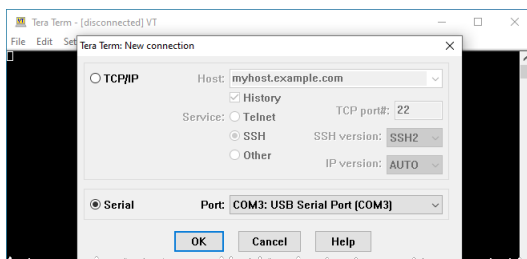 Tera Term - [disconnected] VT
File Edit Set
Tera Term: New connection
TCP/IP Host: myhost.example.com
History
Service: Telnet TCP port#: 22
SSH SSH version: SSH2
Other IP version: AUTO
Serial Port: COM3: USB Serial Port (COM3)
OK Cancel Help